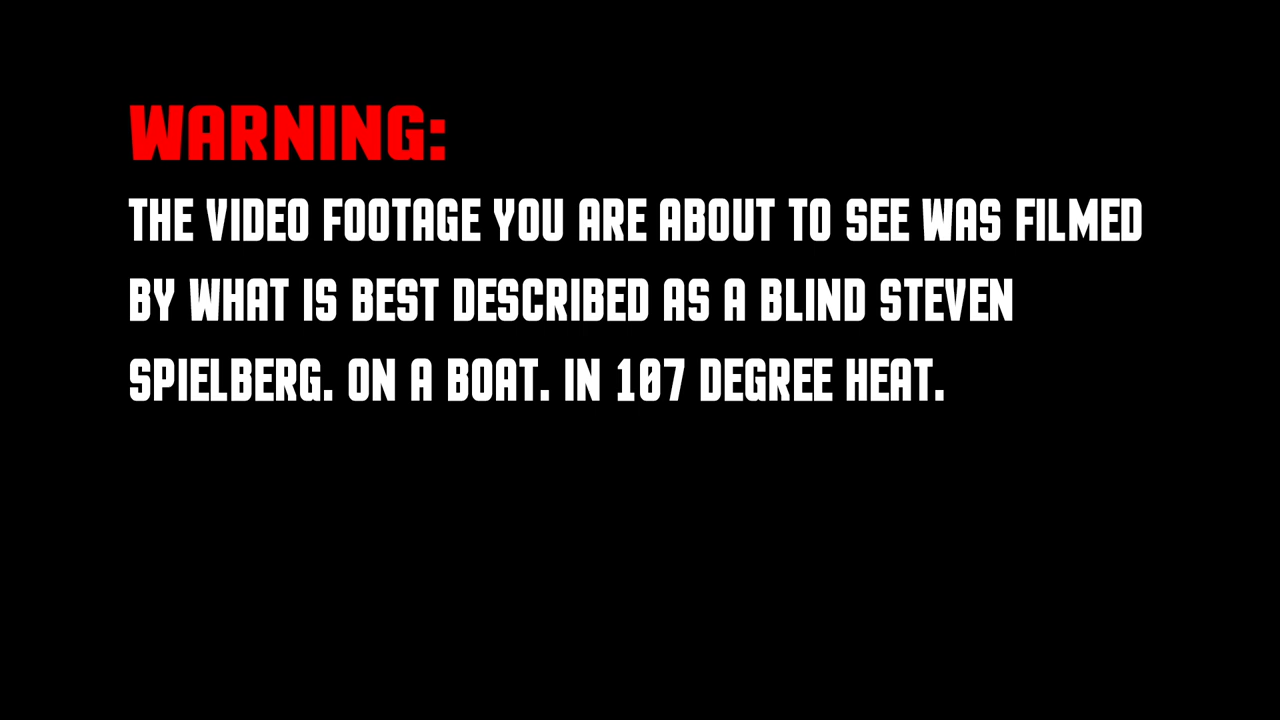 WARNING:
THE VIDEO FOOTAGE YOU ARE ABOUT TO SEE WAS FILMED
BY WHAT IS BEST DESCRIBED AS A BLIND STEVEN
SPIELBERG. ON A BOAT. IN 107 DEGREE HEAT.